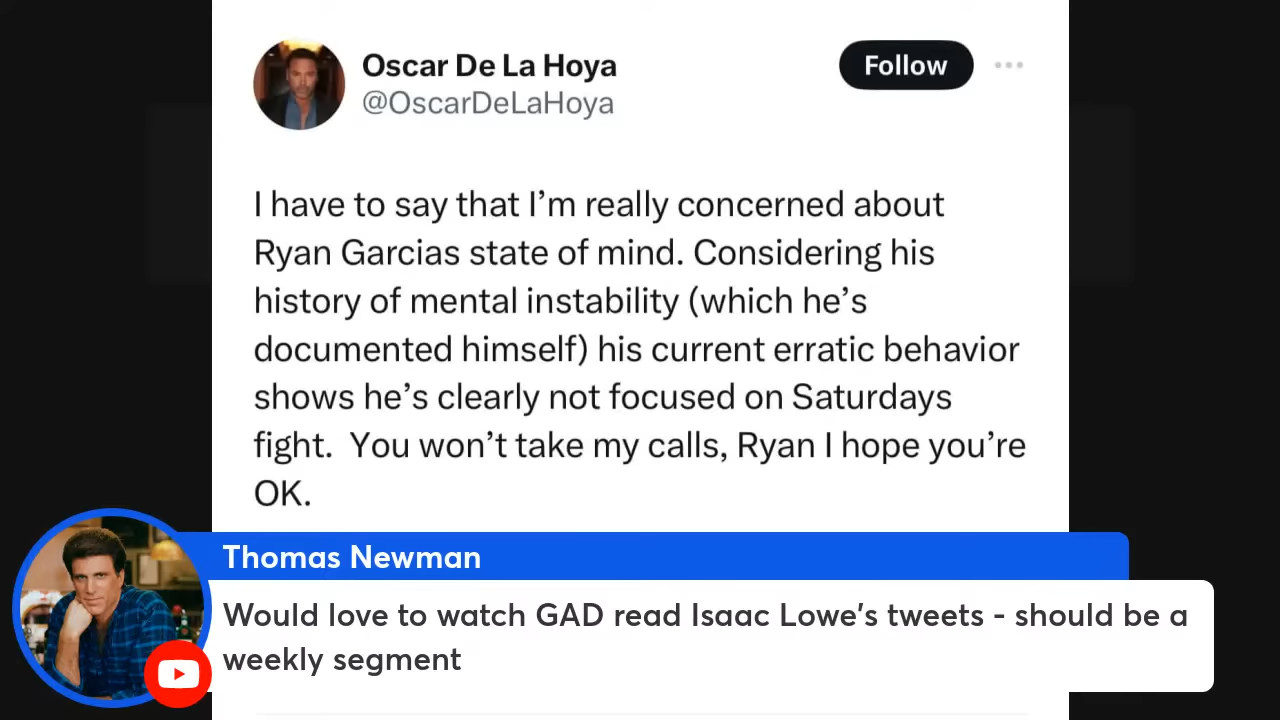 Oscar De La Hoya
Follow
@OscarDeLaHoya
I have to say that I’m really concerned about
Ryan Garcias state of mind. Considering his
history of mental instability (which he’s
documented himself) his current erratic behavior
shows he’s clearly not focused on Saturdays
fight.  You won’t take my calls, Ryan I hope you’re
OK.
Thomas Newman
Would love to watch GAD read Isaac Lowe's tweets - should be a
weekly segment